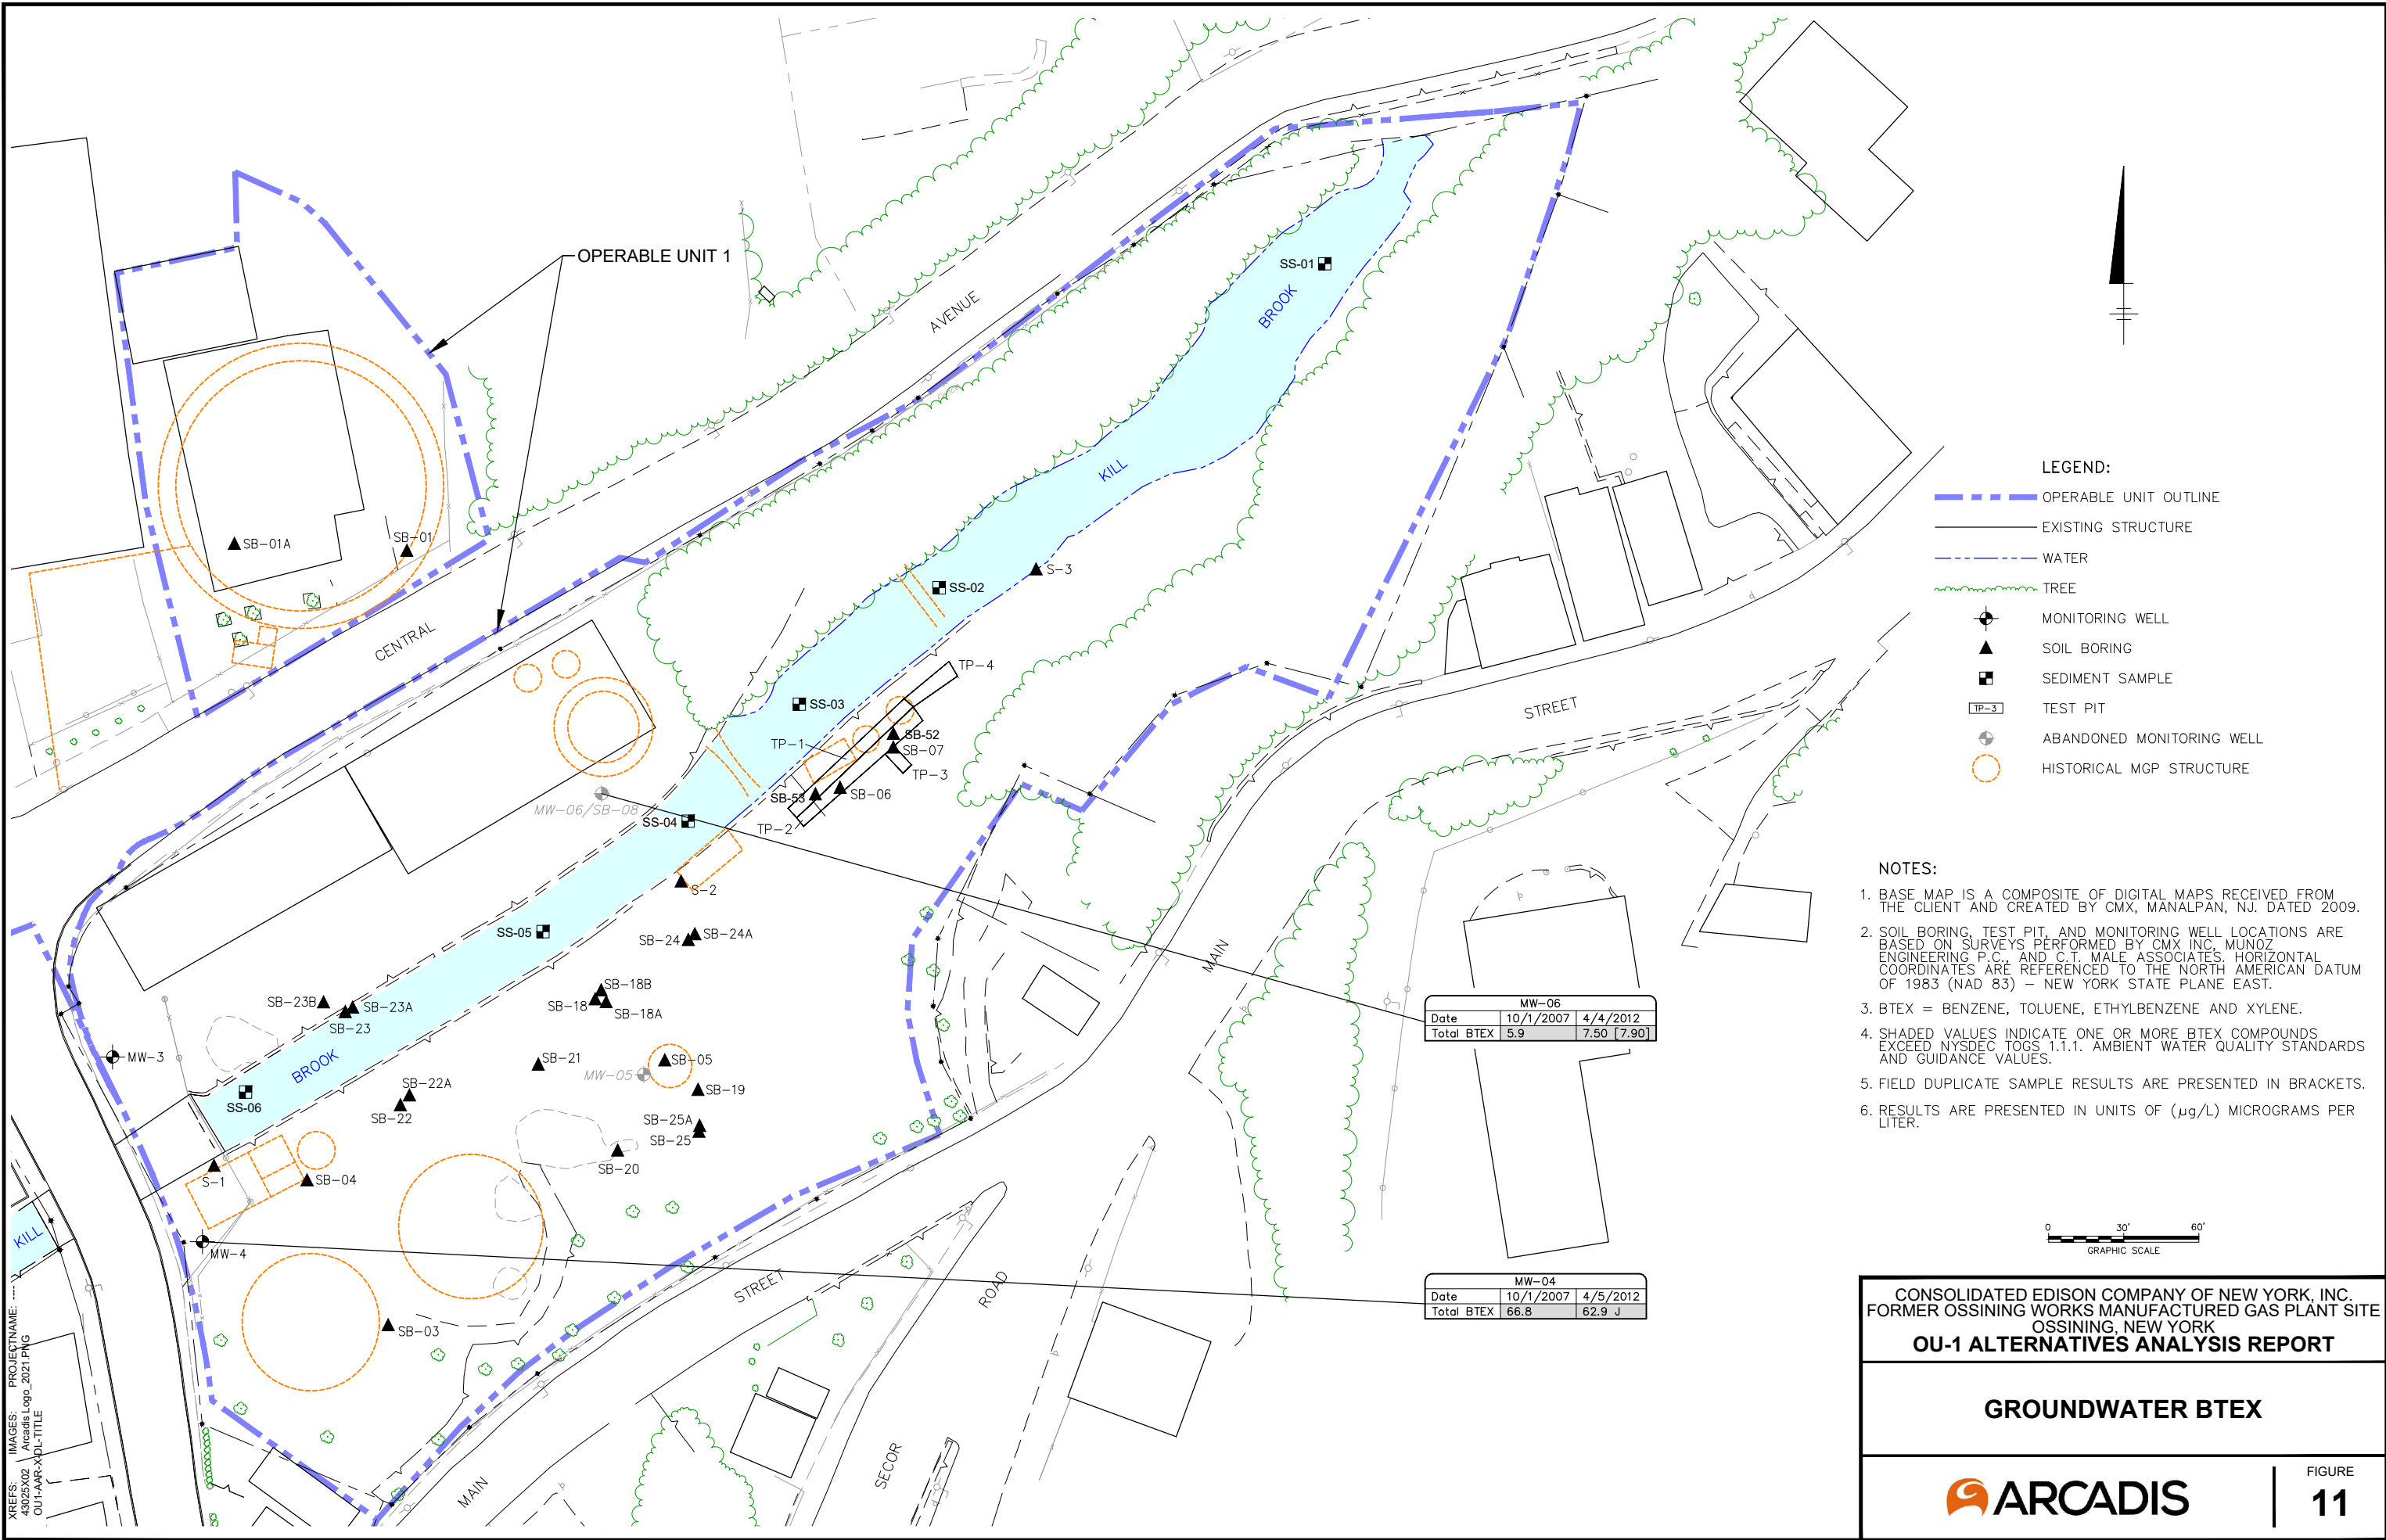 OPERABLE UNIT 1
AVENUE
CENTRAL
SS-01
BROOK
KILL
SB-01A
SB-01
SS-02
S-3
SS-03
TP-4
TP-1
SB-52
SB-07
TP-3
SB-53
SB-06
TP-2
MW-06/SB-08
SS-04
S-2
SS-05
SB-24
SB-24A
SB-18B
SB-18
SB-18A
SB-23B
SB-23A
SB-23
MW-3
BROOK
SB-21
SB-05
MW-05
SB-19
SB-22A
SB-22
SS-06
SB-25A
SB-25
SB-20
S-1
SB-04
KILL
MW-4
SB-03
STREET
MAIN
STREET
ROAD
SECOR
MAIN
MW-06
Date 10/1/2007 4/4/2012
Total BTEX 5.9 7.50 [7.90]
MW-04
Date 10/1/2007 4/5/2012
Total BTEX 66.8 62.9 J
LEGEND:
OPERABLE UNIT OUTLINE
EXISTING STRUCTURE
WATER
TREE
MONITORING WELL
SOIL BORING
SEDIMENT SAMPLE
TP-3 TEST PIT
ABANDONED MONITORING WELL
HISTORICAL MGP STRUCTURE
NOTES:
1. BASE MAP IS A COMPOSITE OF DIGITAL MAPS RECEIVED FROM
THE CLIENT AND CREATED BY CMX, MANALPAN, NJ. DATED 2009.
2. SOIL BORING, TEST PIT, AND MONITORING WELL LOCATIONS ARE
BASED ON SURVEYS PERFORMED BY CMX INC, MUNOZ
ENGINEERING P.C., AND C.T. MALE ASSOCIATES. HORIZONTAL
COORDINATES ARE REFERENCED TO THE NORTH AMERICAN DATUM
OF 1983 (NAD 83) – NEW YORK STATE PLANE EAST.
3. BTEX = BENZENE, TOLUENE, ETHYLBENZENE AND XYLENE.
4. SHADED VALUES INDICATE ONE OR MORE BTEX COMPOUNDS
EXCEED NYSDEC TOGS 1.1.1. AMBIENT WATER QUALITY STANDARDS
AND GUIDANCE VALUES.
5. FIELD DUPLICATE SAMPLE RESULTS ARE PRESENTED IN BRACKETS.
6. RESULTS ARE PRESENTED IN UNITS OF (µg/L) MICROGRAMS PER
LITER.
0 30' 60'
GRAPHIC SCALE
CONSOLIDATED EDISON COMPANY OF NEW YORK, INC.
FORMER OSSINING WORKS MANUFACTURED GAS PLANT SITE
OSSINING, NEW YORK
OU-1 ALTERNATIVES ANALYSIS REPORT
GROUNDWATER BTEX
ARCADIS
FIGURE
11
XREFS: IMAGES: PROJECTNAME: ----
43025X02 Arcadis Logo_2021.PNG
OU1-AAR-X-DL-TITLE